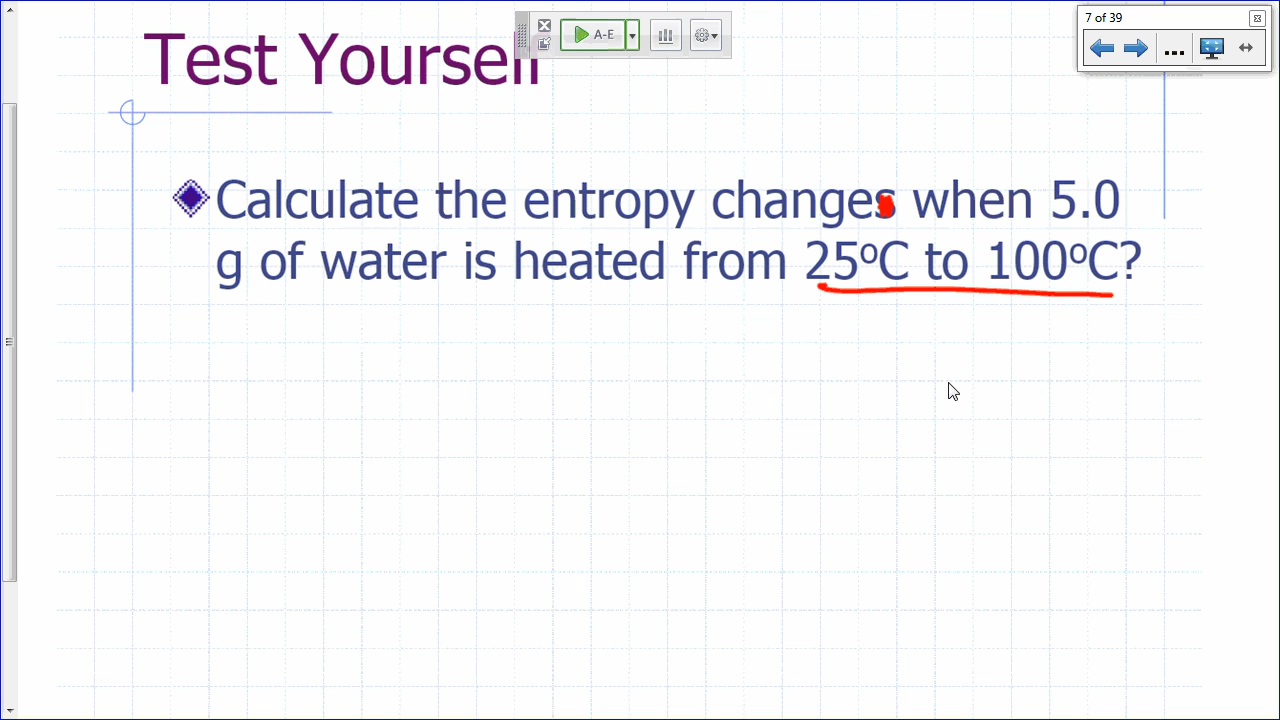 Test Yourself
A-E
7 of 39
Calculate the entropy changes when 5.0
g of water is heated from 25ºC to 100ºC?